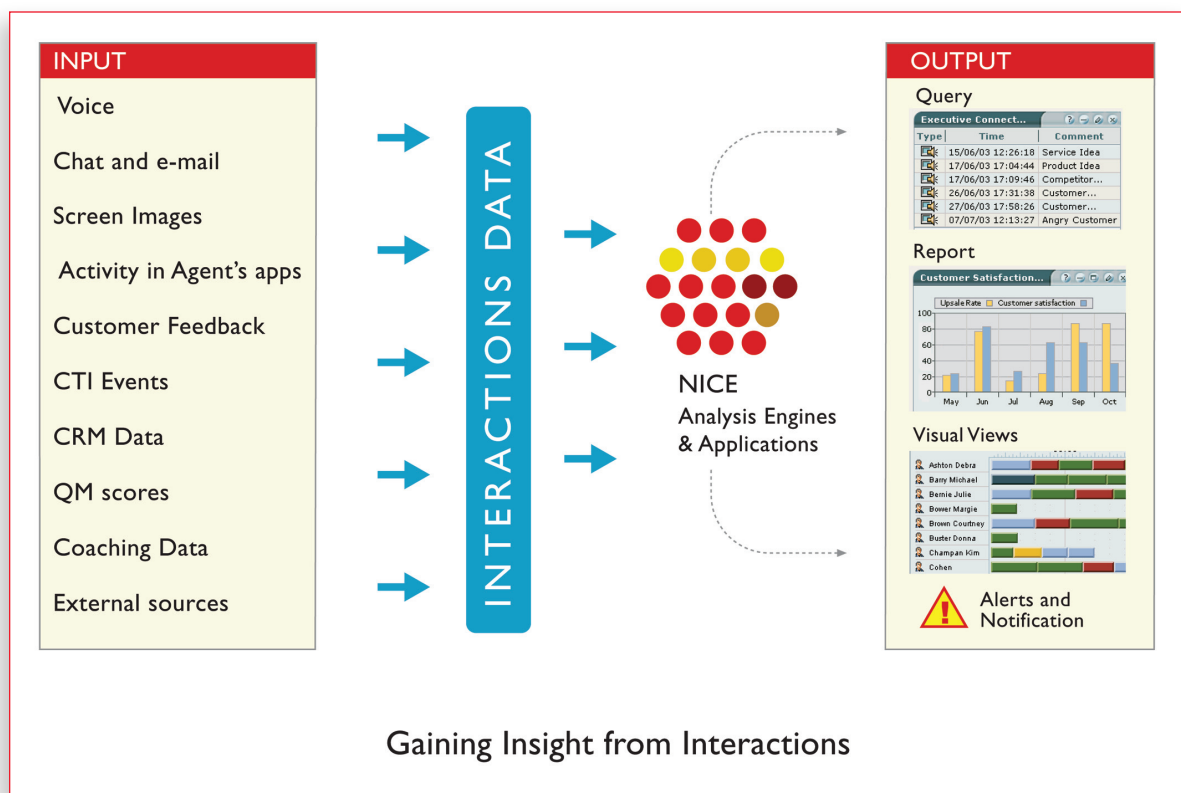 INPUT
Voice
Chat and e-mail
Screen Images
Activity in Agent's apps
Customer Feedback
CTI Events
CRM Data
QM scores
Coaching Data
External sources
INTERACTIONS DATA
NICE
Analysis Engines
& Applications
OUTPUT
Query
Executive Connect...
Type Time Comment
15/06/03 12:26:18 Service Idea
17/06/03 17:04:44 Product Idea
17/06/03 17:09:46 Competitor...
26/06/03 17:31:38 Customer...
27/06/03 17:58:26 Customer...
07/07/03 12:13:27 Angry Customer
Report
Customer Satisfaction...
Upsale Rate Customer satisfaction
100
80
60
40
20
0
May Jun Jul Aug Sep Oct
Visual Views
Ashton Debra
Barry Michael
Bernie Julie
Bower Margie
Brown Courtney
Buster Donna
Champan Kim
Cohen
Alerts and
Notification
Gaining Insight from Interactions